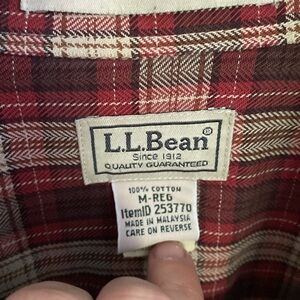 L.L.Bean®
Since 1912
QUALITY GUARANTEED
100% COTTON
M-REG
ItemID 253770
MADE IN MALAYSIA
CARE ON REVERSE